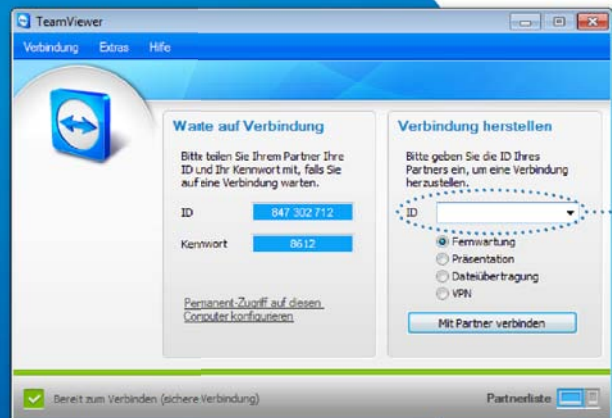 TeamViewer
Verbindung Extras Hilfe
Warte auf Verbindung
Bitte teilen Sie Ihrem Partner Ihre
ID und Ihr Kennwort mit, falls Sie
auf eine Verbindung warten.
ID 847 302 712
Kennwort 8612
Permanent-Zugriff auf diesen
Computer konfigurieren
Verbindung herstellen
Bitte geben Sie die ID Ihres
Partners ein, um eine Verbindung
herzustellen.
ID
Fernwartung
Präsentation
Dateiübertragung
VPN
Mit Partner verbinden
Bereit zum Verbinden (sichere Verbindung)
Partnerliste